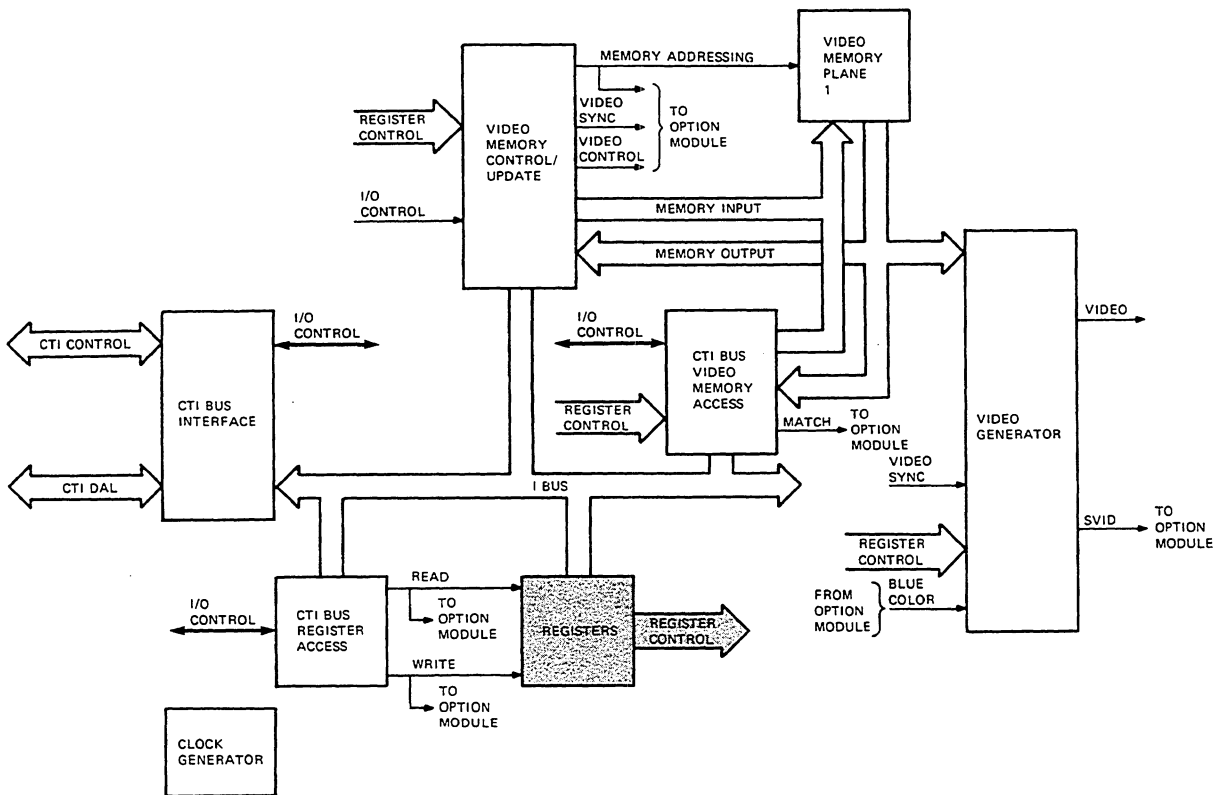 MEMORY ADDRESSING
VIDEO
MEMORY
PLANE
1
REGISTER
CONTROL
VIDEO
MEMORY
CONTROL/
UPDATE
VIDEO
SYNC
VIDEO
CONTROL
TO
OPTION
MODULE
I/O
CONTROL
MEMORY INPUT
MEMORY OUTPUT
CTI CONTROL
CTI BUS
INTERFACE
I/O
CONTROL
I/O
CONTROL
CTI BUS
VIDEO
MEMORY
ACCESS
REGISTER
CONTROL
MATCH
TO
OPTION
MODULE
VIDEO
GENERATOR
VIDEO
VIDEO
SYNC
CTI DAL
I BUS
SVID
TO
OPTION
MODULE
REGISTER
CONTROL
FROM
OPTION
MODULE
BLUE
COLOR
I/O
CONTROL
CTI BUS
REGISTER
ACCESS
READ
TO
OPTION
MODULE
WRITE
TO
OPTION
MODULE
REGISTERS
REGISTER
CONTROL
CLOCK
GENERATOR